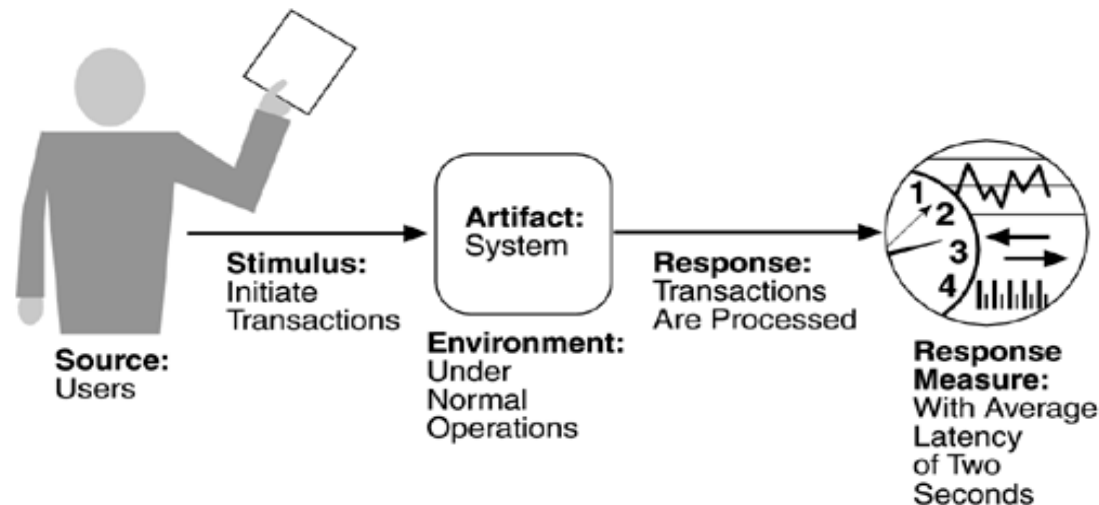 Source:
Users
Stimulus:
Initiate
Transactions
Artifact:
System
Environment:
Under
Normal
Operations
Response:
Transactions
Are Processed
1
2
3
4
Response
Measure:
With Average
Latency
of Two
Seconds